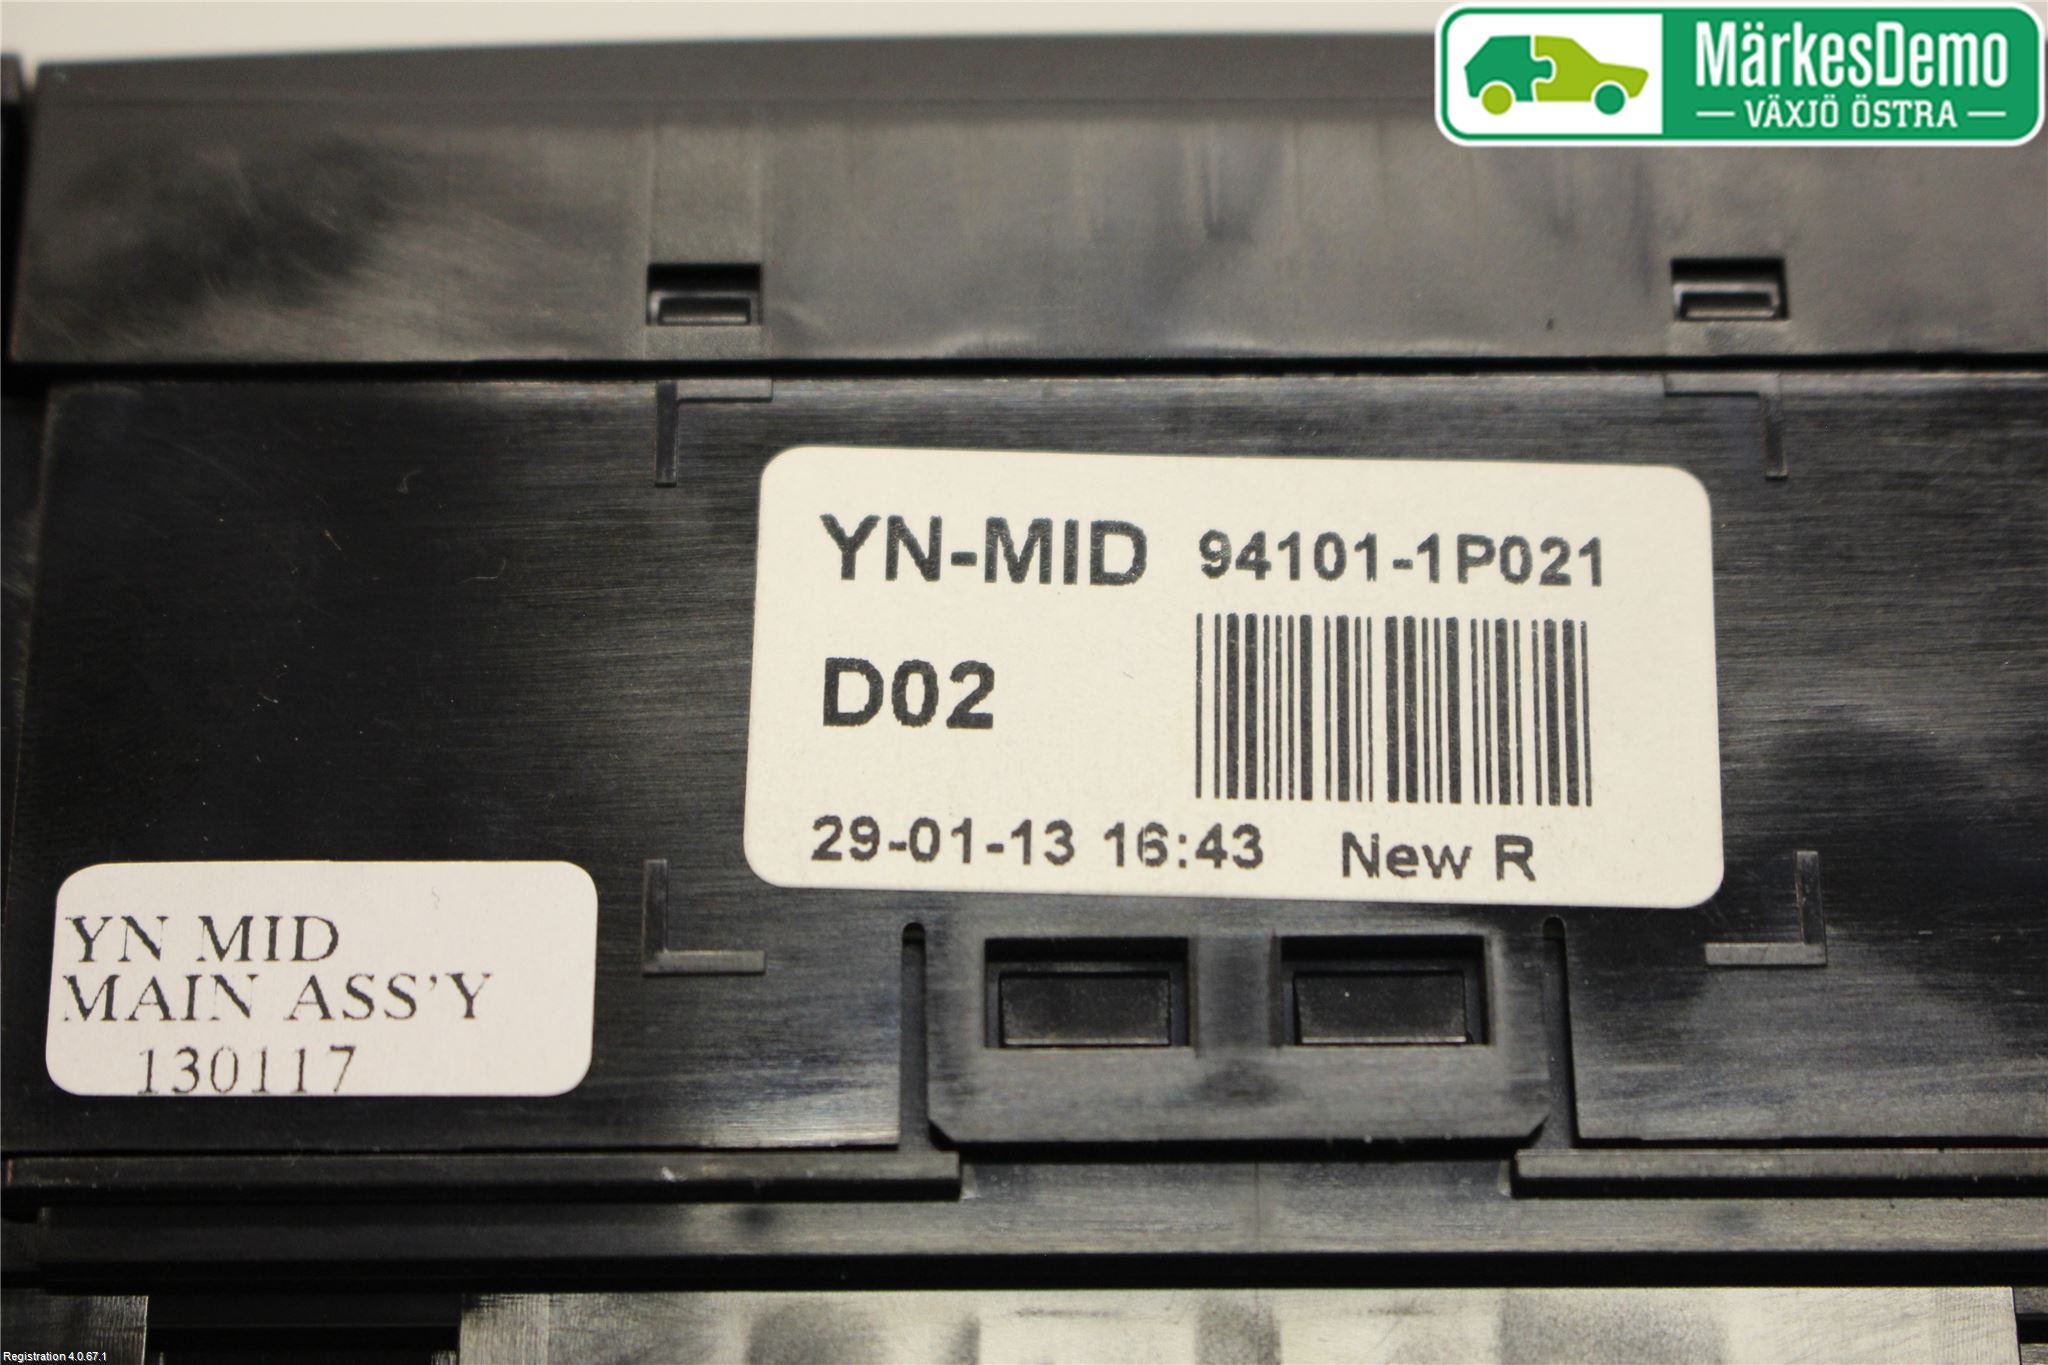 MärkesDemo
VÄXJÖ ÖSTRA
YN-MID 94101-1P021
D02
29-01-13 16:43 New R
YN MID
MAIN ASS'Y
130117
Registration 4.0.67.1